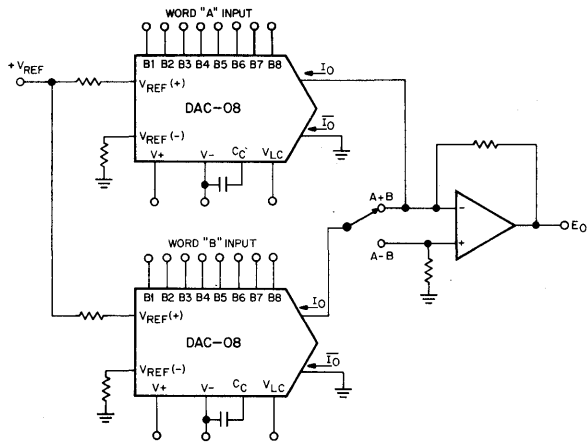 WORD "A" INPUT
B1 B2 B3 B4 B5 B6 B7 B8
+VREF
VREF(+)
IO
DAC-08
IO
VREF(-)
V+ V- CC VLC
A+B
-
+
EO
A-B
WORD "B" INPUT
B1 B2 B3 B4 B5 B6 B7 B8
IO
VREF(+)
DAC-08
VREF(-)
IO
V+ V- CC VLC